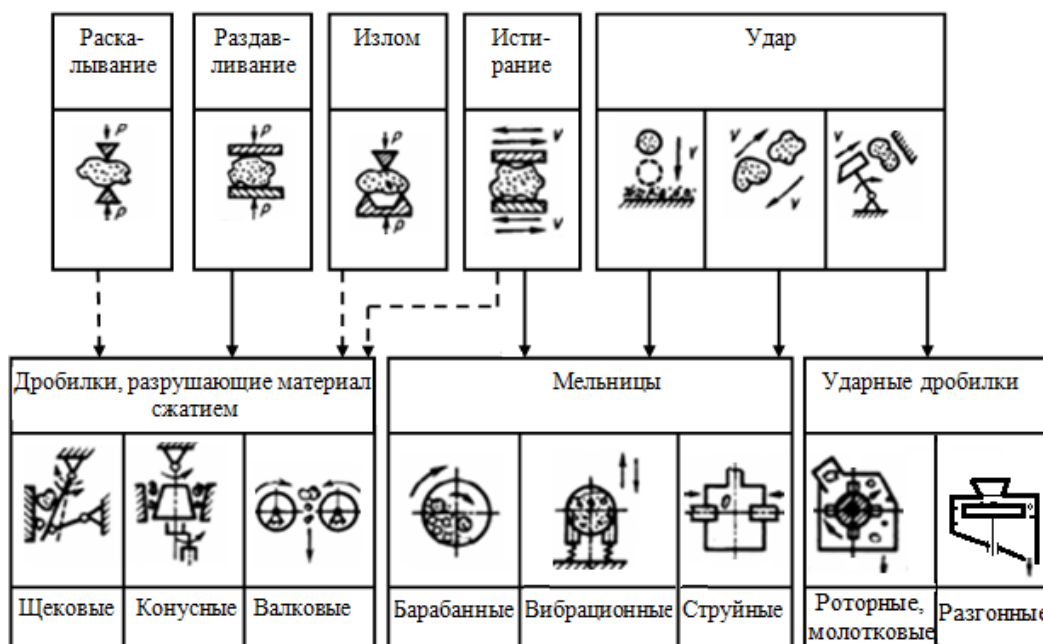 Раска-
лывание
Раздав-
ливание
Излом
Исти-
рание
Удар
P
P
P
P
P
P
V
V
V
V
V
V
Дробилки, разрушающие материал
сжатием
Мельницы
Ударные дробилки
Щековые
Конусные
Валковые
Барабанные
Вибрационные
Струйные
Роторные,
молотковые
Разгонные